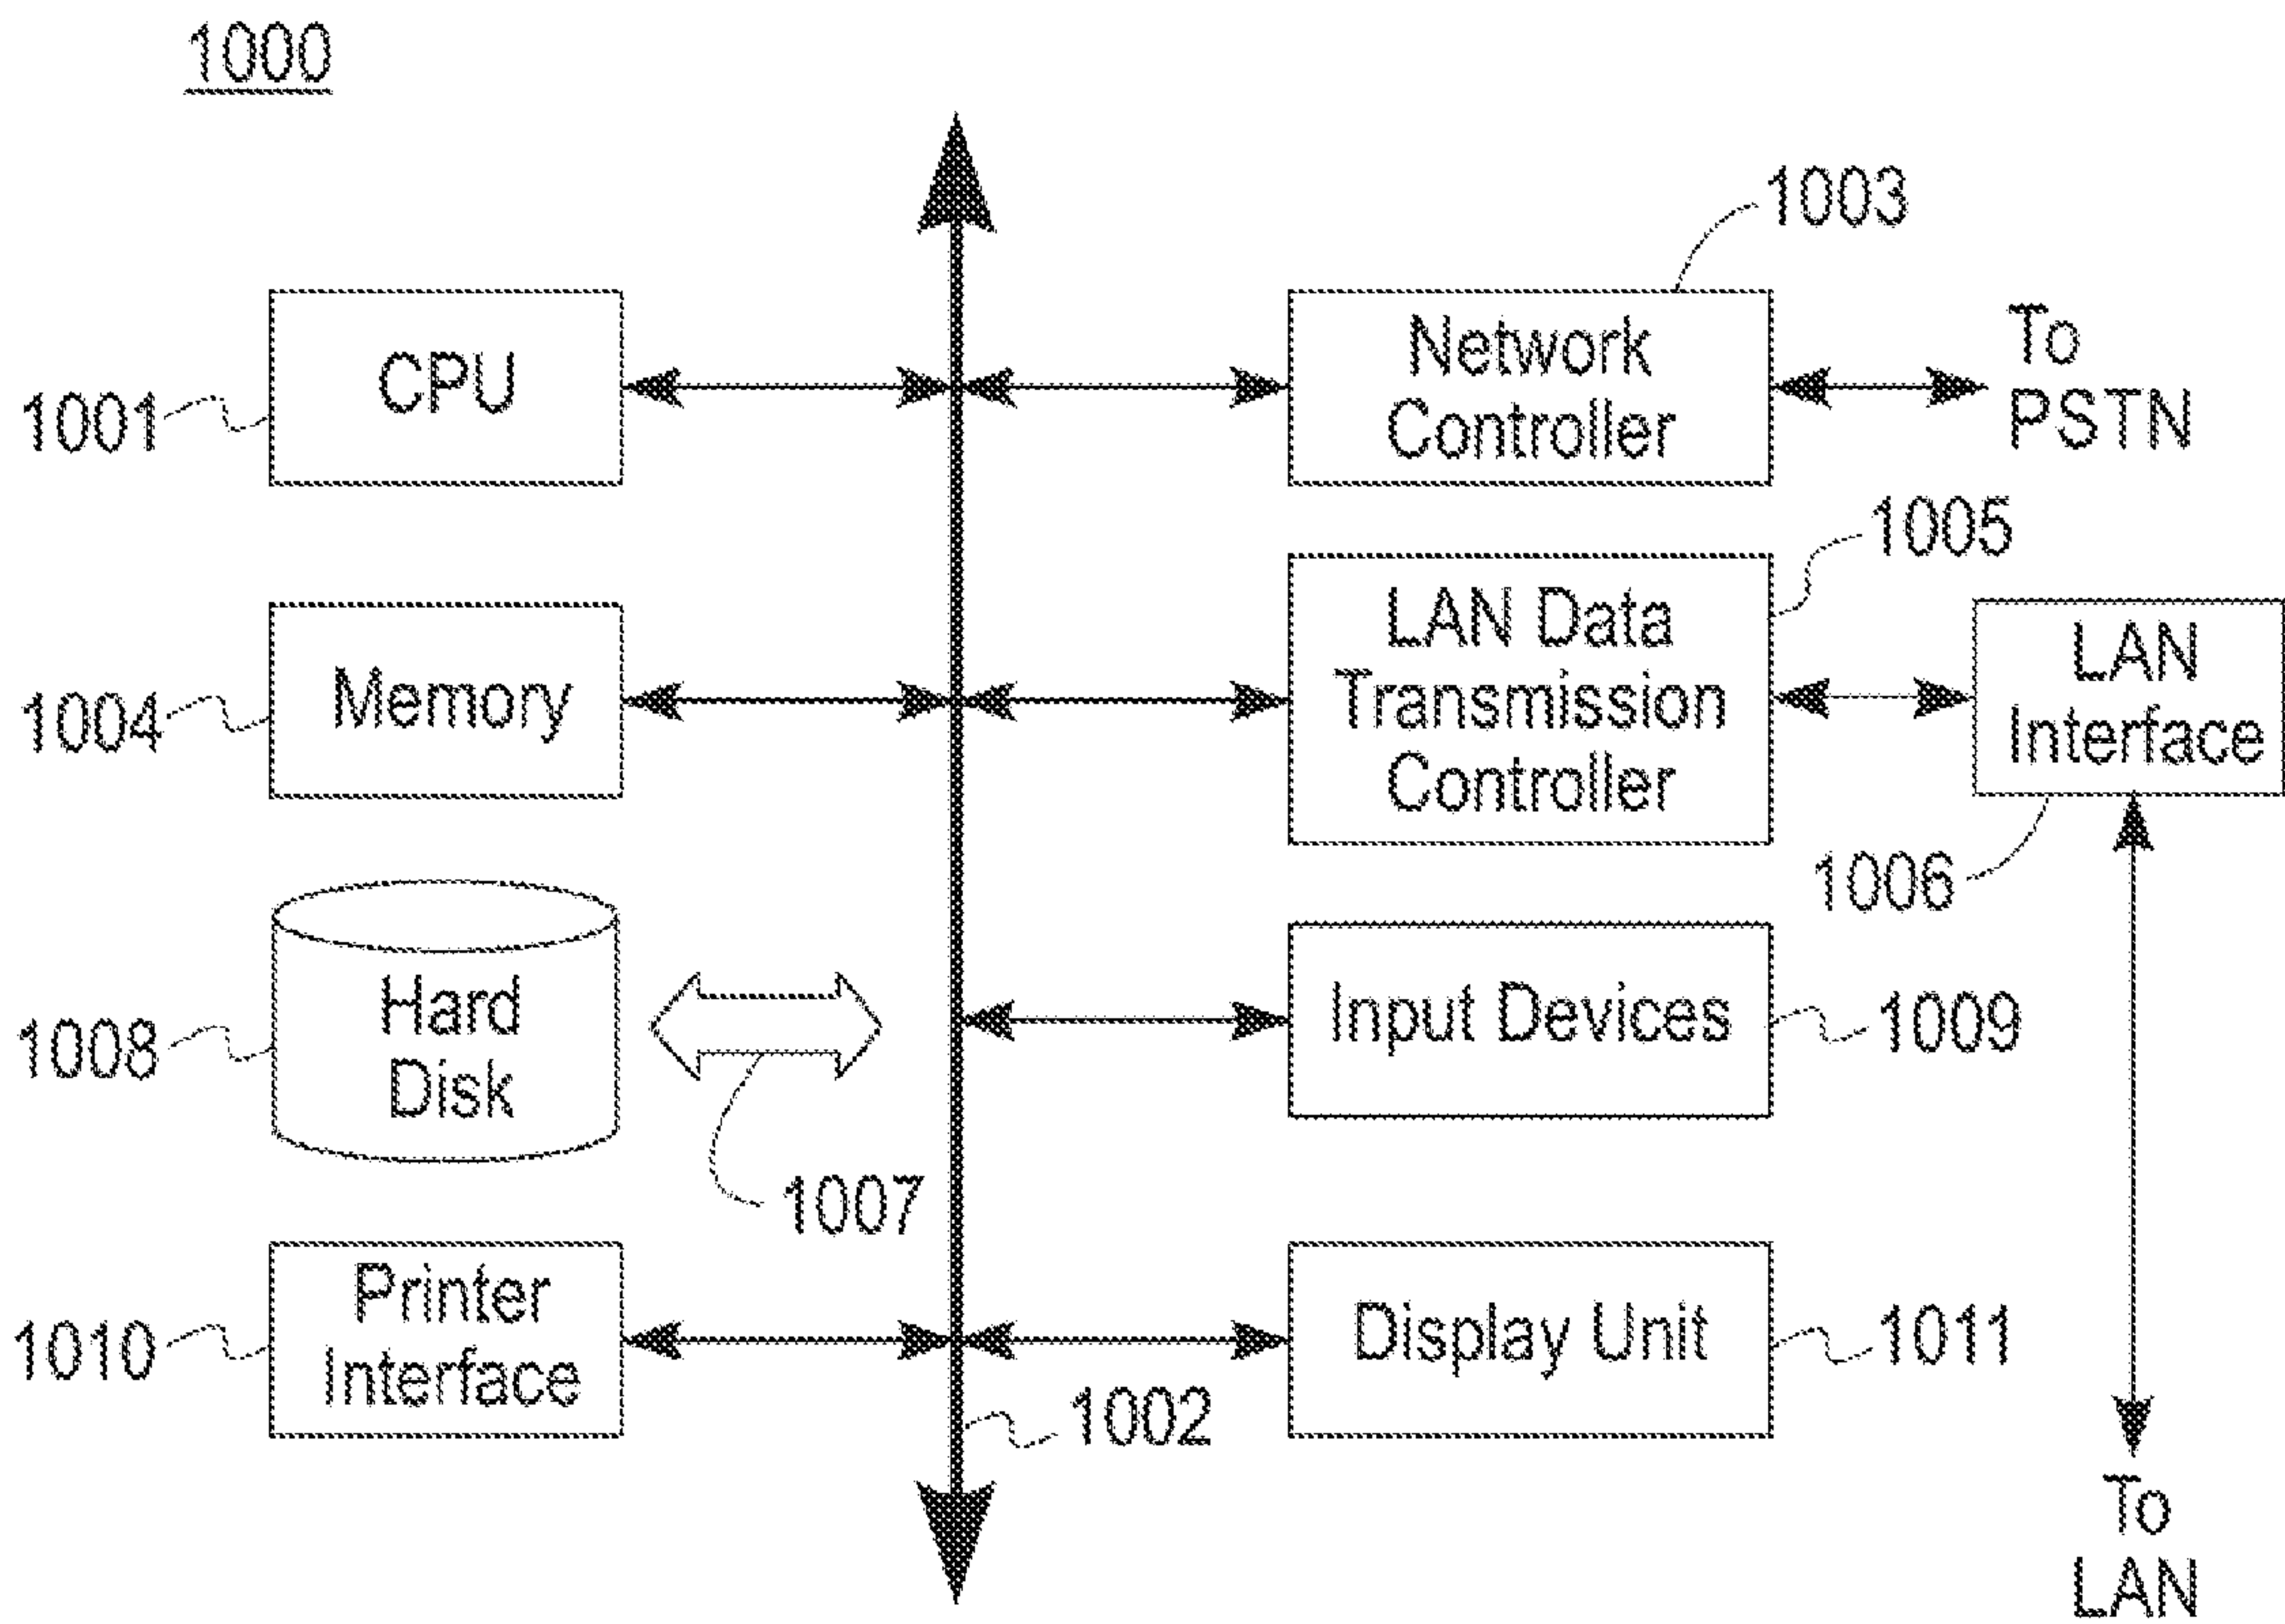 1000
1003
CPU
Network
Controller
To
PSTN
1001
1005
Memory
LAN Data
Transmission
Controller
LAN
Interface
1004
1006
Hard
Disk
Input Devices
1008
1009
1007
Printer
Interface
Display Unit
1010
1011
1002
To
LAN